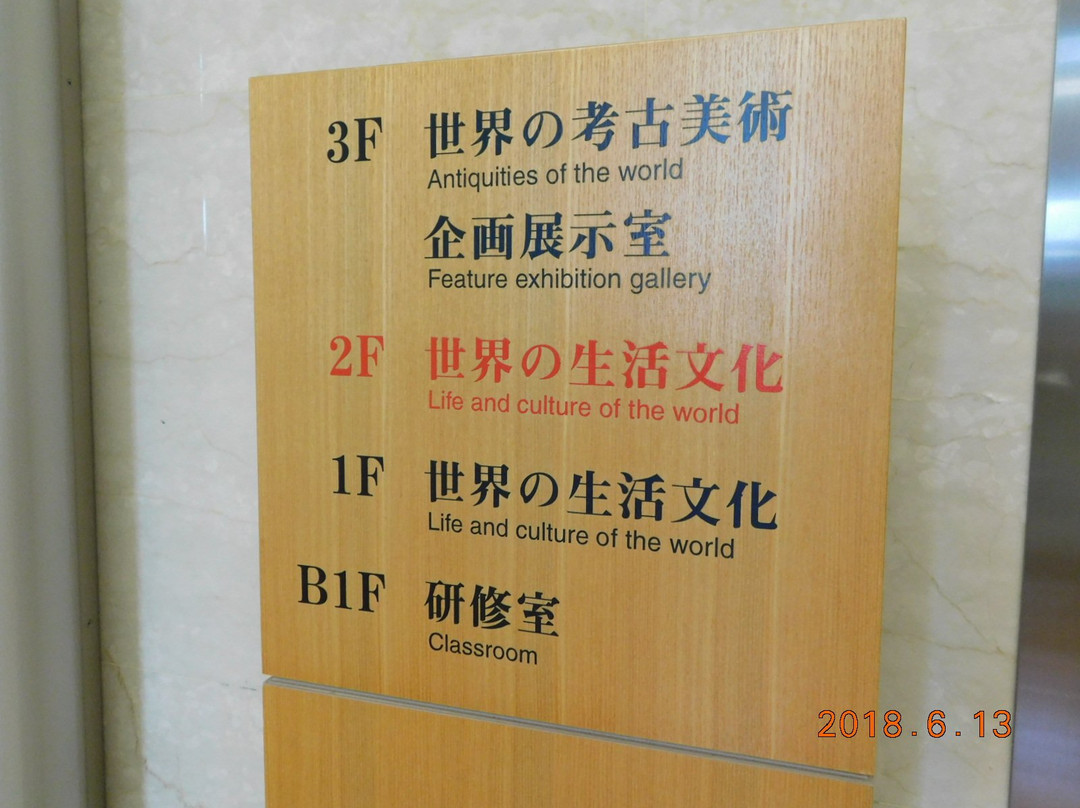 3F 世界の考古美術
Antiquities of the world
企画展示室
Feature exhibition gallery
2F 世界の生活文化
Life and culture of the world
1F 世界の生活文化
Life and culture of the world
B1F 研修室
Classroom
2018.6.13